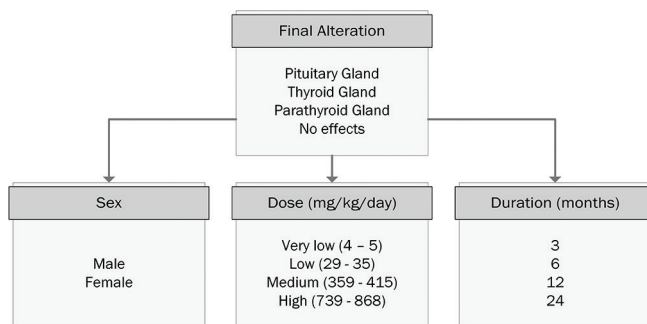 Final Alteration
Pituitary Gland
Thyroid Gland
Parathyroid Gland
No effects
Sex
Male
Female
Dose (mg/kg/day)
Very low (4 – 5)
Low (29 - 35)
Medium (359 - 415)
High (739 - 868)
Duration (months)
3
6
12
24